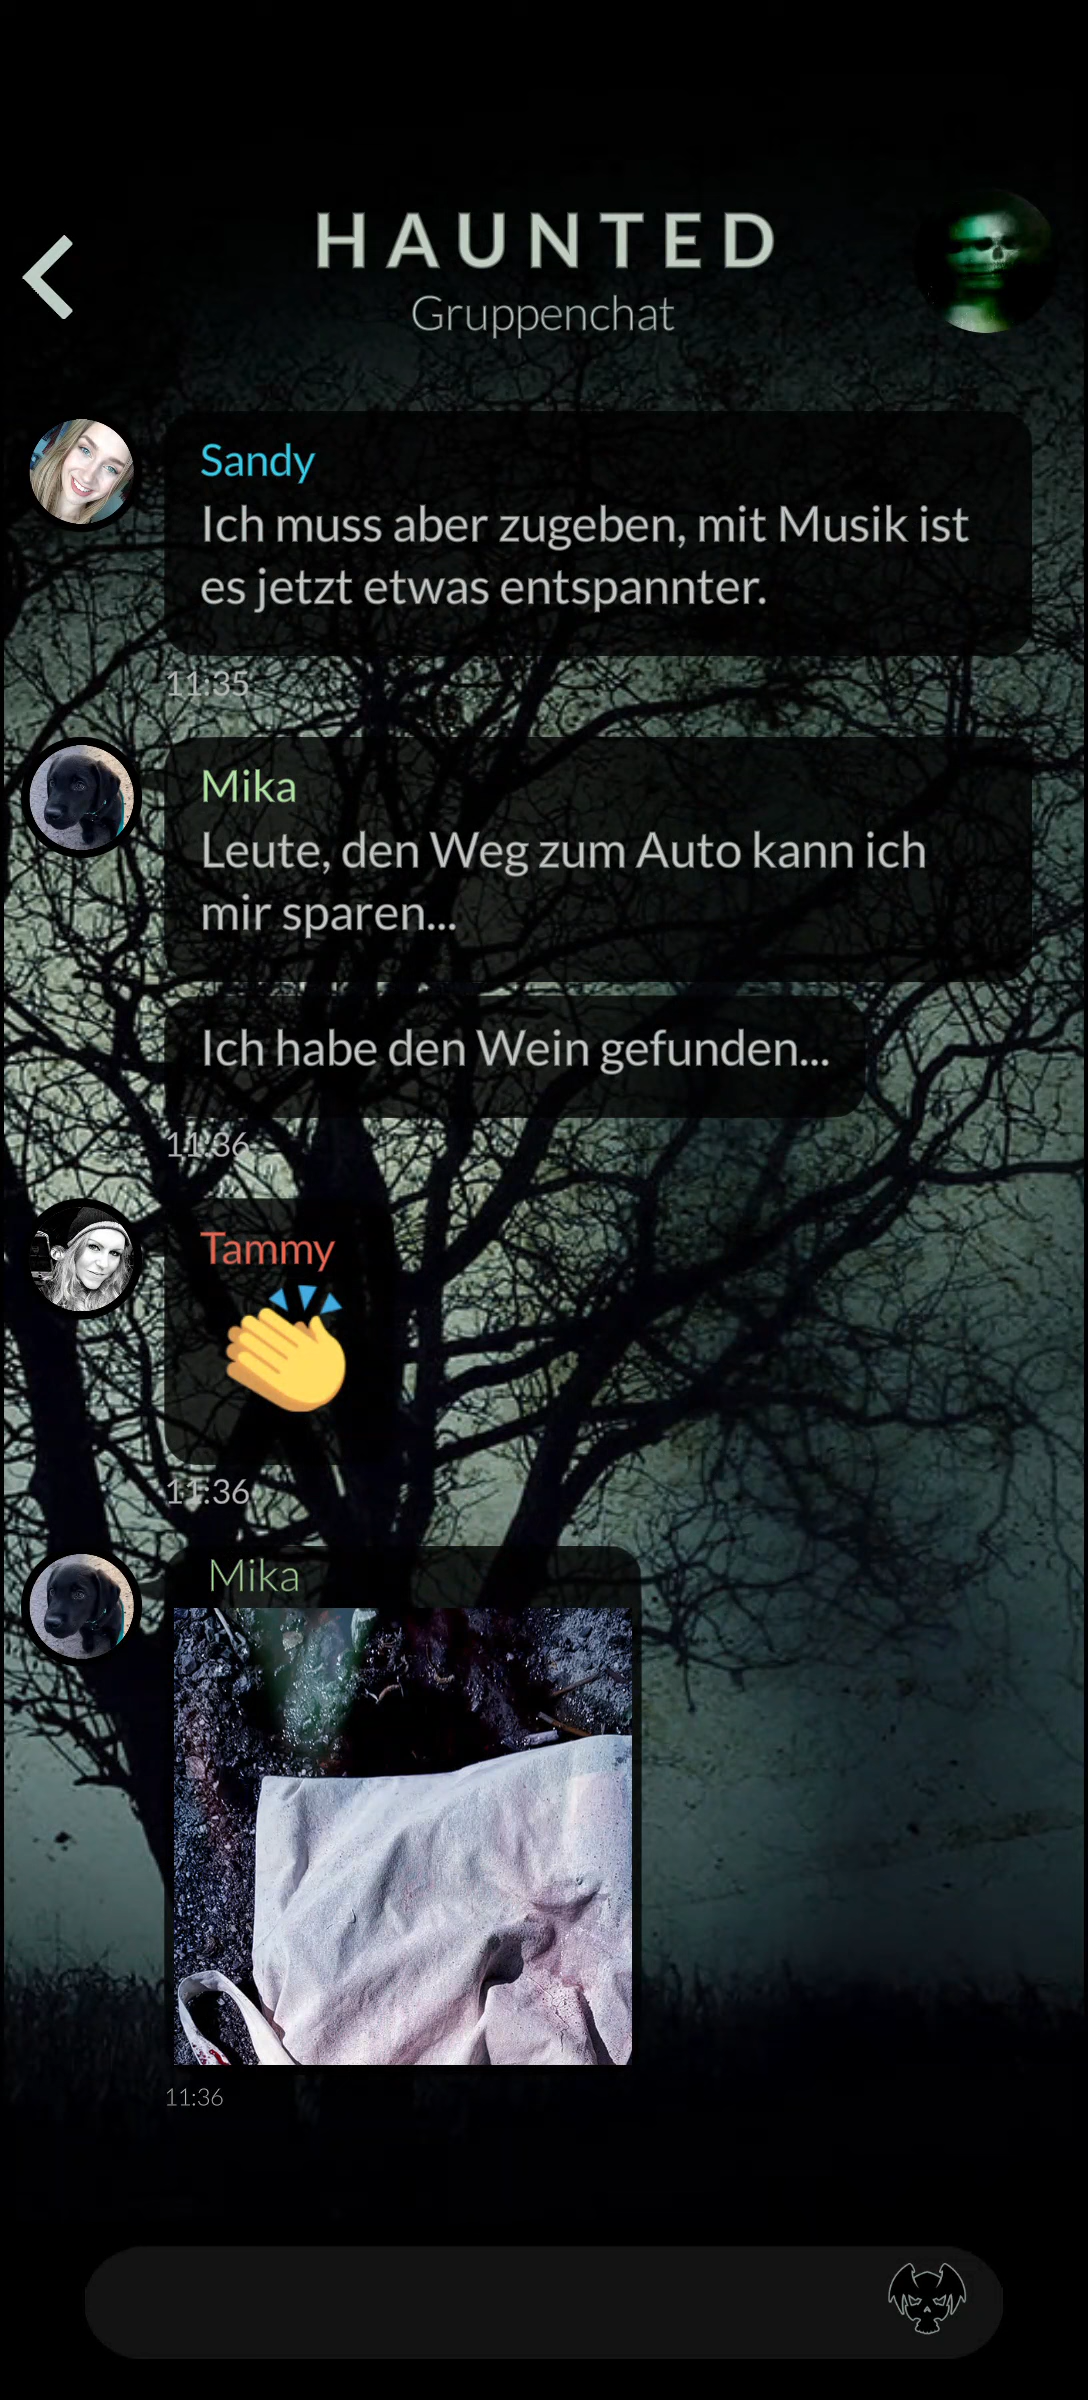 HAUNTED
Gruppenchat
Sandy
Ich muss aber zugeben, mit Musik ist
es jetzt etwas entspannter.
11:35
Mika
Leute, den Weg zum Auto kann ich
mir sparen...
Ich habe den Wein gefunden...
11:36
Tammy
👏
11:36
Mika
11:36